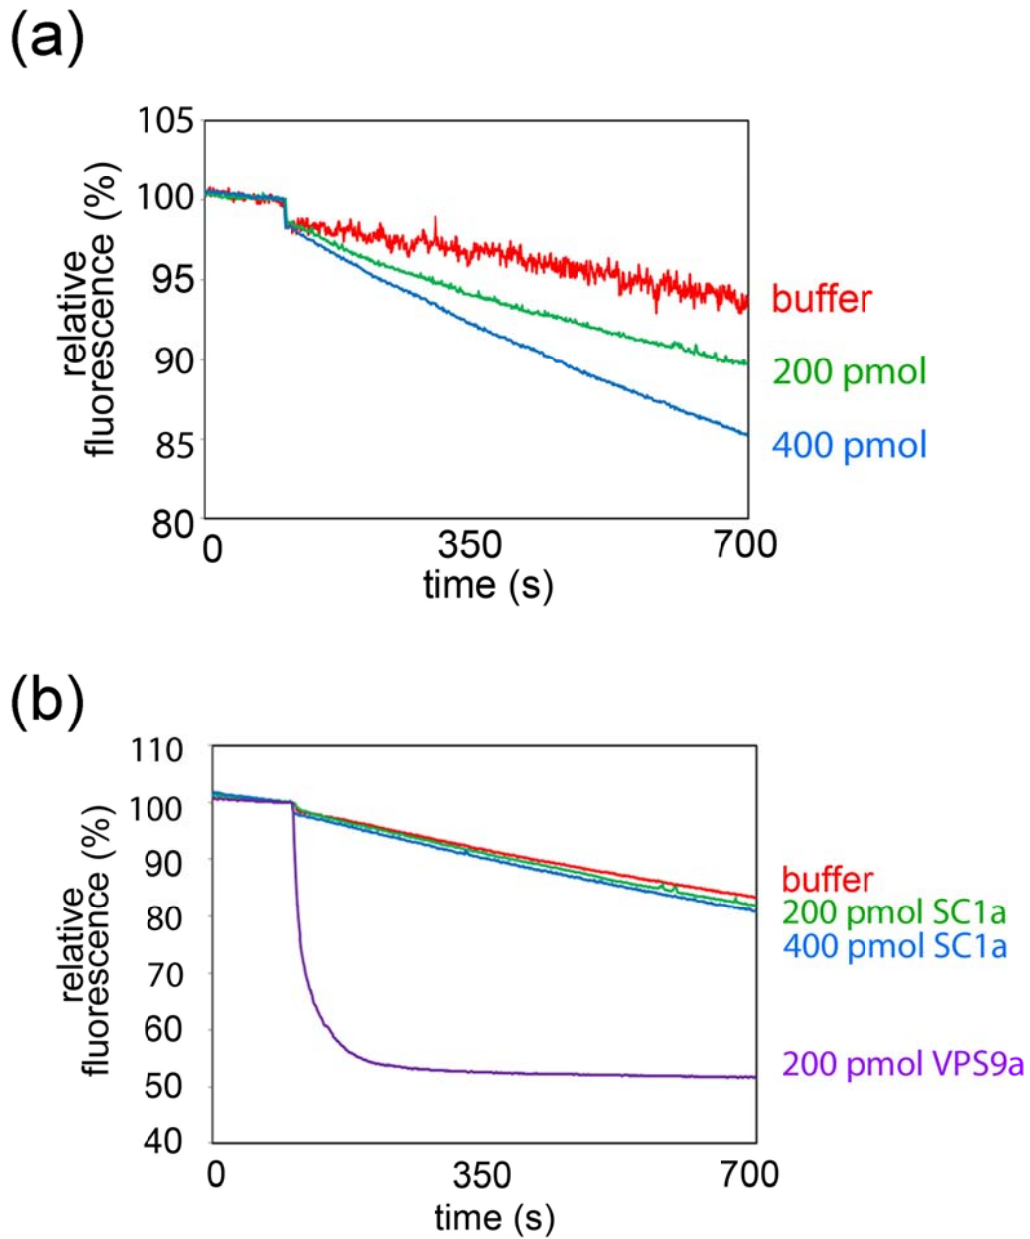 (a)
105
100
95
90
85
80
relative
fluorescence (%)
0
350
700
time (s)
buffer
200 pmol
400 pmol
(b)
110
100
90
80
70
60
50
40
relative
fluorescence (%)
0
350
700
time (s)
buffer
200 pmol SC1a
400 pmol SC1a
200 pmol VPS9a